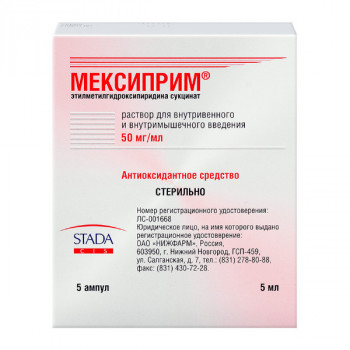 МЕКСИПРИМ®
этилметилгидроксипиридина сукцинат
раствор для внутривенного
и внутримышечного введения
50 мг/мл
Антиоксидантное средство
СТЕРИЛЬНО
Номер регистрационного удостоверения:
ЛС-001668
Юридическое лицо, на имя которого выдано
регистрационное удостоверение:
ОАО «НИЖФАРМ», Россия,
603950, г. Нижний Новгород, ГСП-459,
ул. Салганская, д. 7, тел.: (831) 278-80-88,
факс: (831) 430-72-28.
STADA
CIS
5 ампул
5 мл